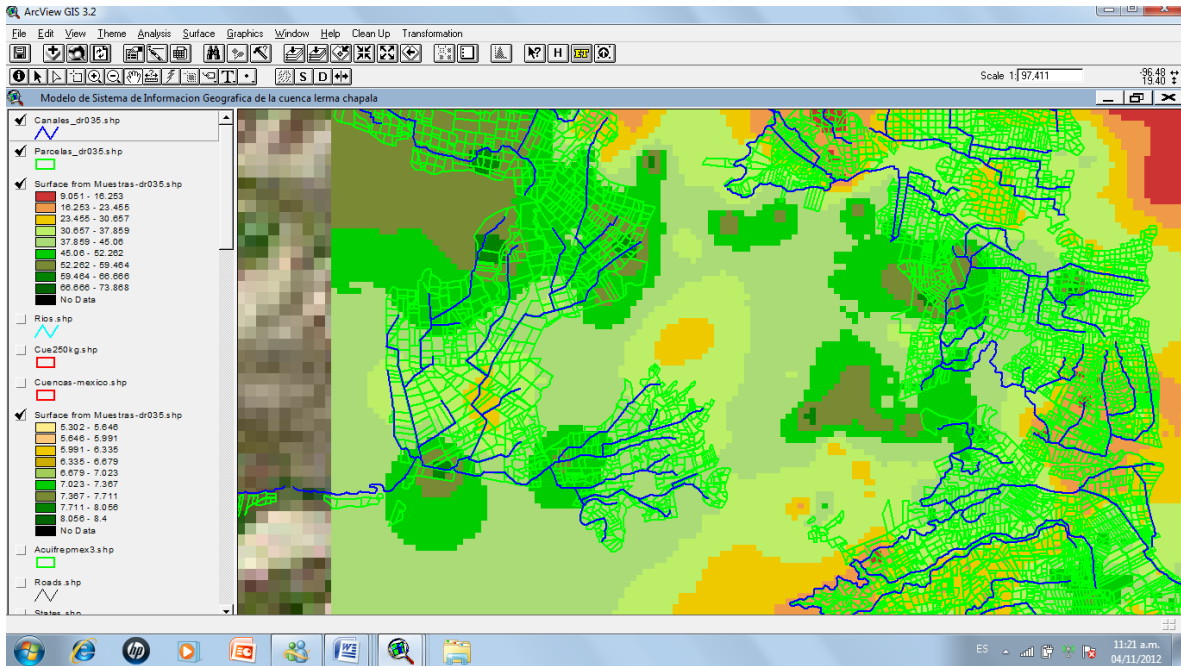 ArcView GIS 3.2
File Edit View Theme Analysis Surface Graphics Window Help Clean Up Transformation
H
T S D
Scale 1: 97,411
-96.48
19.40
Modelo de Sistema de Informacion Geografica de la cuenca lerma chapala
Canales_dr035.shp
Parcelas_dr035.shp
Surface from Muestras-dr035.shp
9.051 - 16.253
16.253 - 23.455
23.455 - 30.657
30.657 - 37.859
37.859 - 45.06
45.06 - 52.262
52.262 - 59.464
59.464 - 66.666
66.666 - 73.868
No Data
Rios.shp
Cue250kg.shp
Cuencas-mexico.shp
Surface from Muestras-dr035.shp
5.302 - 5.646
5.646 - 5.991
5.991 - 6.335
6.335 - 6.679
6.679 - 7.023
7.023 - 7.367
7.367 - 7.711
7.711 - 8.056
8.056 - 8.4
No Data
Acuifrepmex3.shp
Roads.shp
States.shp
hp
W
ES
11:21 a.m.
04/11/2012